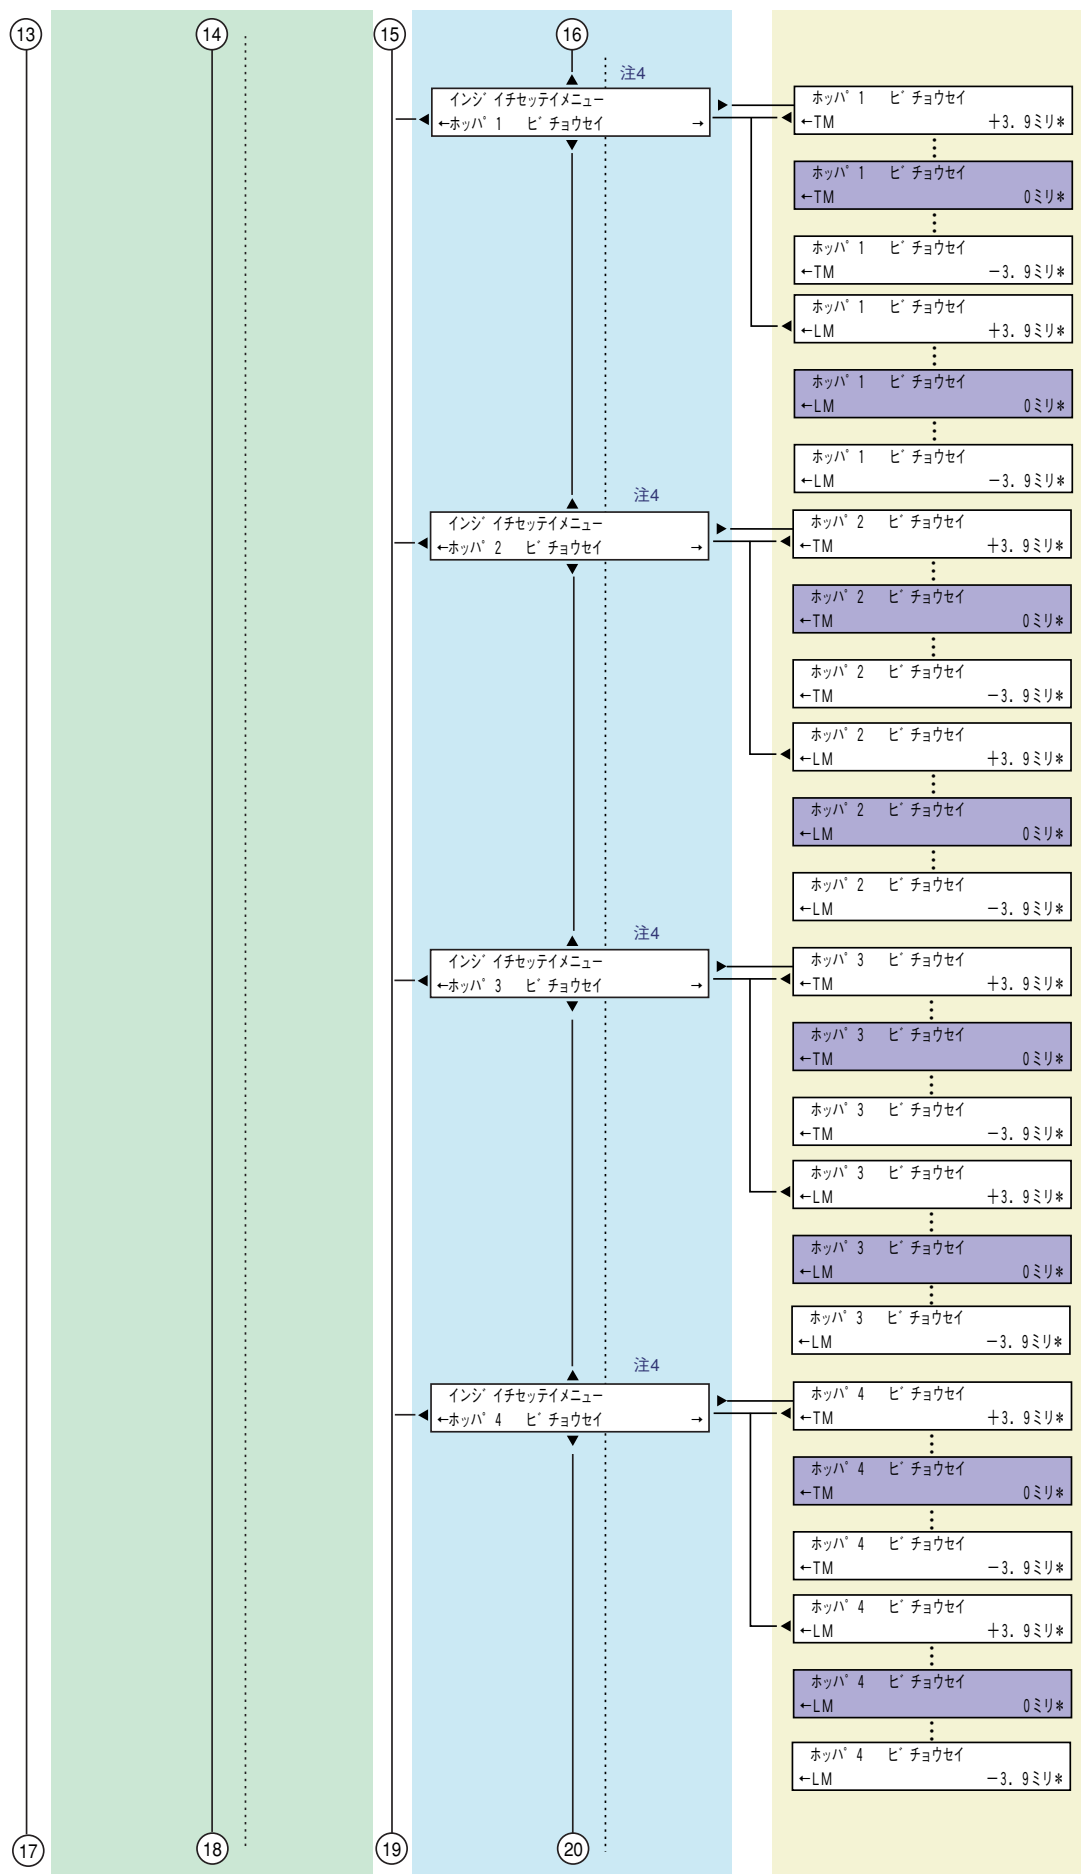 13 14 15 16
注4
インジイチセッテイメニュー
←ホッパ1 ビチョウセイ →
ホッパ1 ビチョウセイ
←TM +3.9ミリ*
ホッパ1 ビチョウセイ
←TM 0ミリ*
ホッパ1 ビチョウセイ
←TM −3.9ミリ*
ホッパ1 ビチョウセイ
←LM +3.9ミリ*
ホッパ1 ビチョウセイ
←LM 0ミリ*
ホッパ1 ビチョウセイ
←LM −3.9ミリ*
注4
インジイチセッテイメニュー
←ホッパ2 ビチョウセイ →
ホッパ2 ビチョウセイ
←TM +3.9ミリ*
ホッパ2 ビチョウセイ
←TM 0ミリ*
ホッパ2 ビチョウセイ
←TM −3.9ミリ*
ホッパ2 ビチョウセイ
←LM +3.9ミリ*
ホッパ2 ビチョウセイ
←LM 0ミリ*
ホッパ2 ビチョウセイ
←LM −3.9ミリ*
注4
インジイチセッテイメニュー
←ホッパ3 ビチョウセイ →
ホッパ3 ビチョウセイ
←TM +3.9ミリ*
ホッパ3 ビチョウセイ
←TM 0ミリ*
ホッパ3 ビチョウセイ
←TM −3.9ミリ*
ホッパ3 ビチョウセイ
←LM +3.9ミリ*
ホッパ3 ビチョウセイ
←LM 0ミリ*
ホッパ3 ビチョウセイ
←LM −3.9ミリ*
注4
インジイチセッテイメニュー
←ホッパ4 ビチョウセイ →
ホッパ4 ビチョウセイ
←TM +3.9ミリ*
ホッパ4 ビチョウセイ
←TM 0ミリ*
ホッパ4 ビチョウセイ
←TM −3.9ミリ*
ホッパ4 ビチョウセイ
←LM +3.9ミリ*
ホッパ4 ビチョウセイ
←LM 0ミリ*
ホッパ4 ビチョウセイ
←LM −3.9ミリ*
17 18 19 20